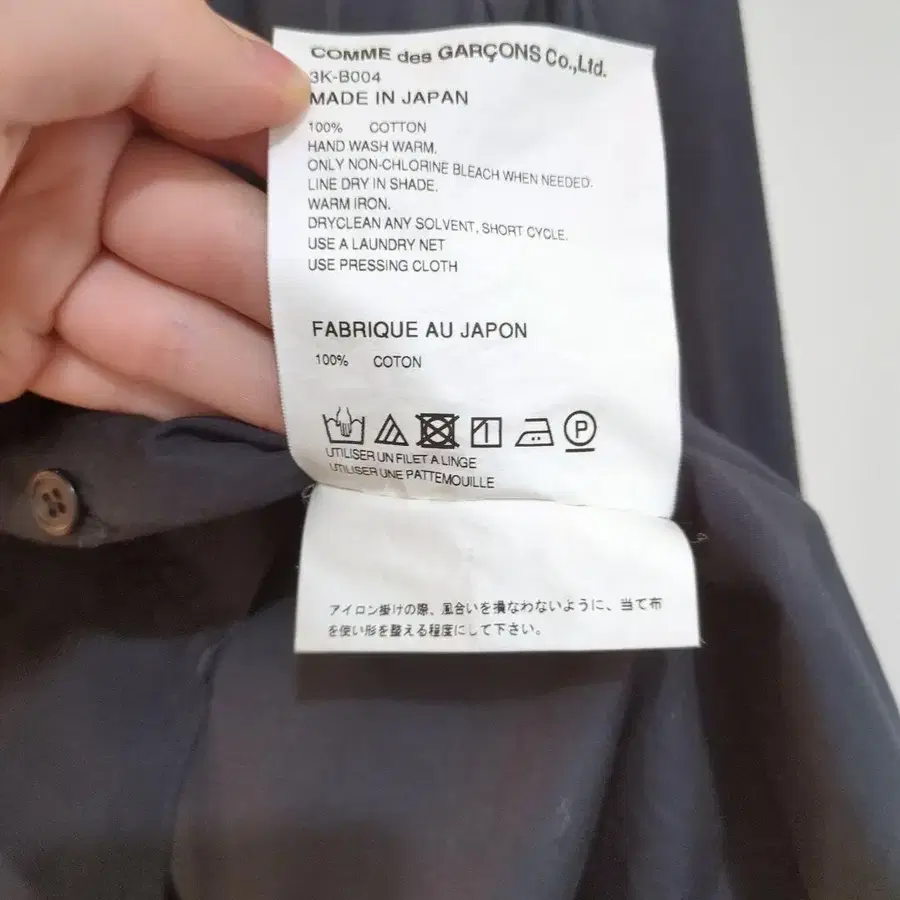 COMME des GARÇONS Co.,Ltd.
3K-B004
MADE IN JAPAN
100% COTTON
HAND WASH WARM.
ONLY NON-CHLORINE BLEACH WHEN NEEDED.
LINE DRY IN SHADE.
WARM IRON.
DRYCLEAN ANY SOLVENT, SHORT CYCLE.
USE A LAUNDRY NET
USE PRESSING CLOTH
FABRIQUE AU JAPON
100% COTON
P
UTILISER UN FILET A LINGE
UTILISER UNE PATTEMOUILLE
アイロン掛けの際、風合いを損なわないように、当て布
を使い形を整える程度にして下さい。